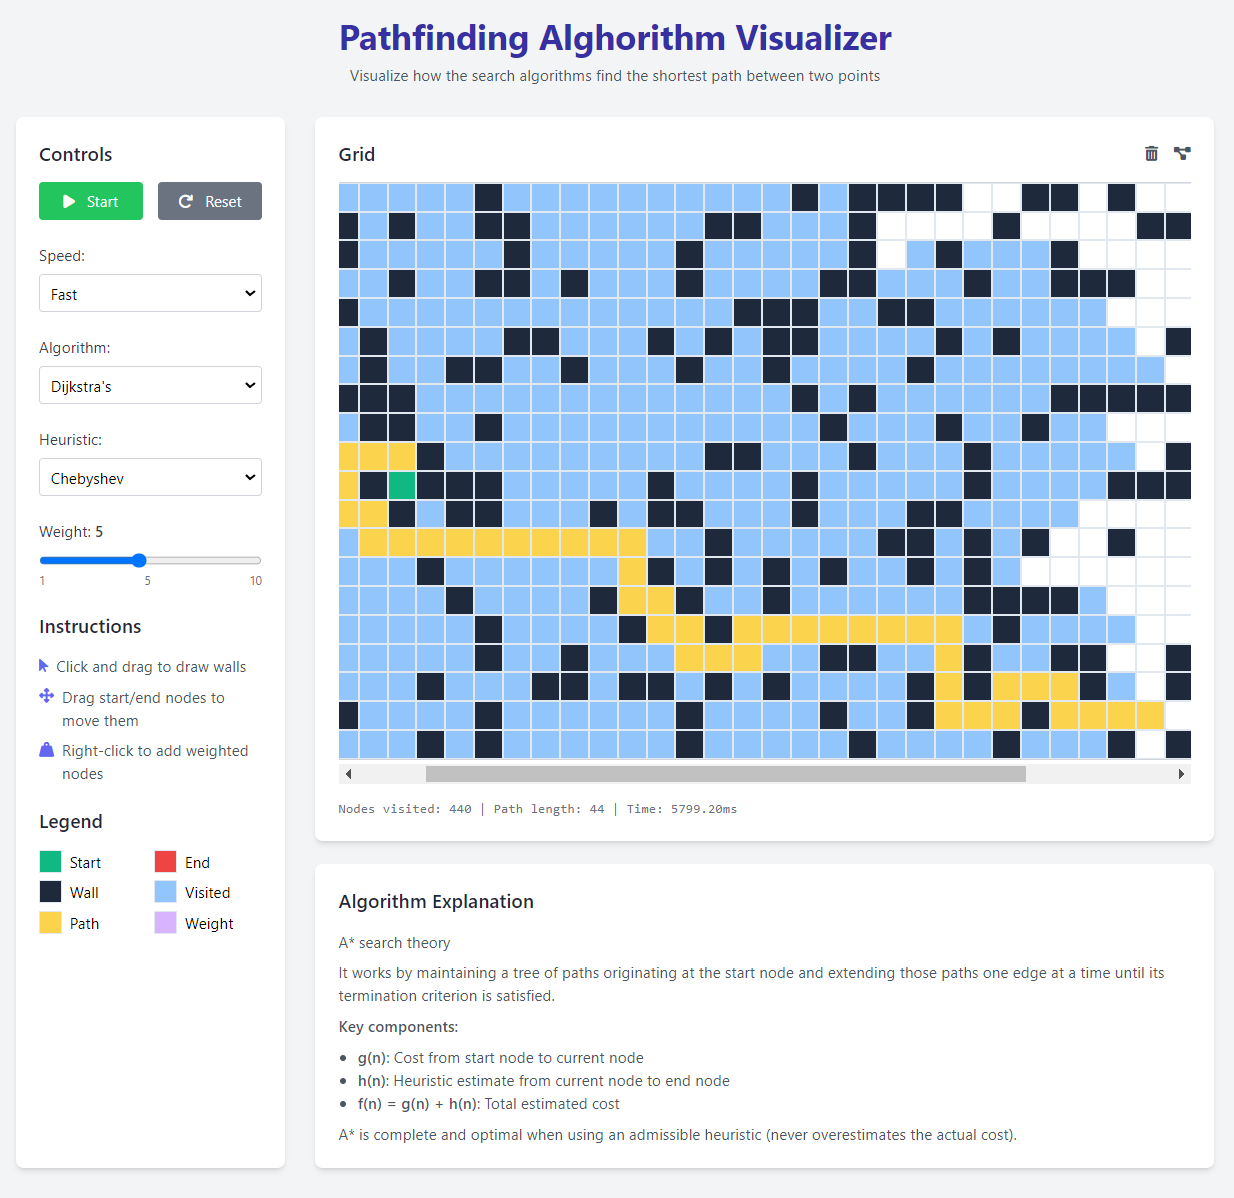 Pathfinding Alghorithm Visualizer
Visualize how the search algorithms find the shortest path between two points
Controls
Start
Reset
Speed:
Fast
Algorithm:
Dijkstra's
Heuristic:
Chebyshev
Weight: 5
1 5 10
Instructions
Click and drag to draw walls
Drag start/end nodes to
move them
Right-click to add weighted
nodes
Legend
Start
End
Wall
Visited
Path
Weight
Grid
Nodes visited: 440 | Path length: 44 | Time: 5799.20ms
Algorithm Explanation
A* search theory
It works by maintaining a tree of paths originating at the start node and extending those paths one edge at a time until its
termination criterion is satisfied.
Key components:
• g(n): Cost from start node to current node
• h(n): Heuristic estimate from current node to end node
• f(n) = g(n) + h(n): Total estimated cost
A* is complete and optimal when using an admissible heuristic (never overestimates the actual cost).